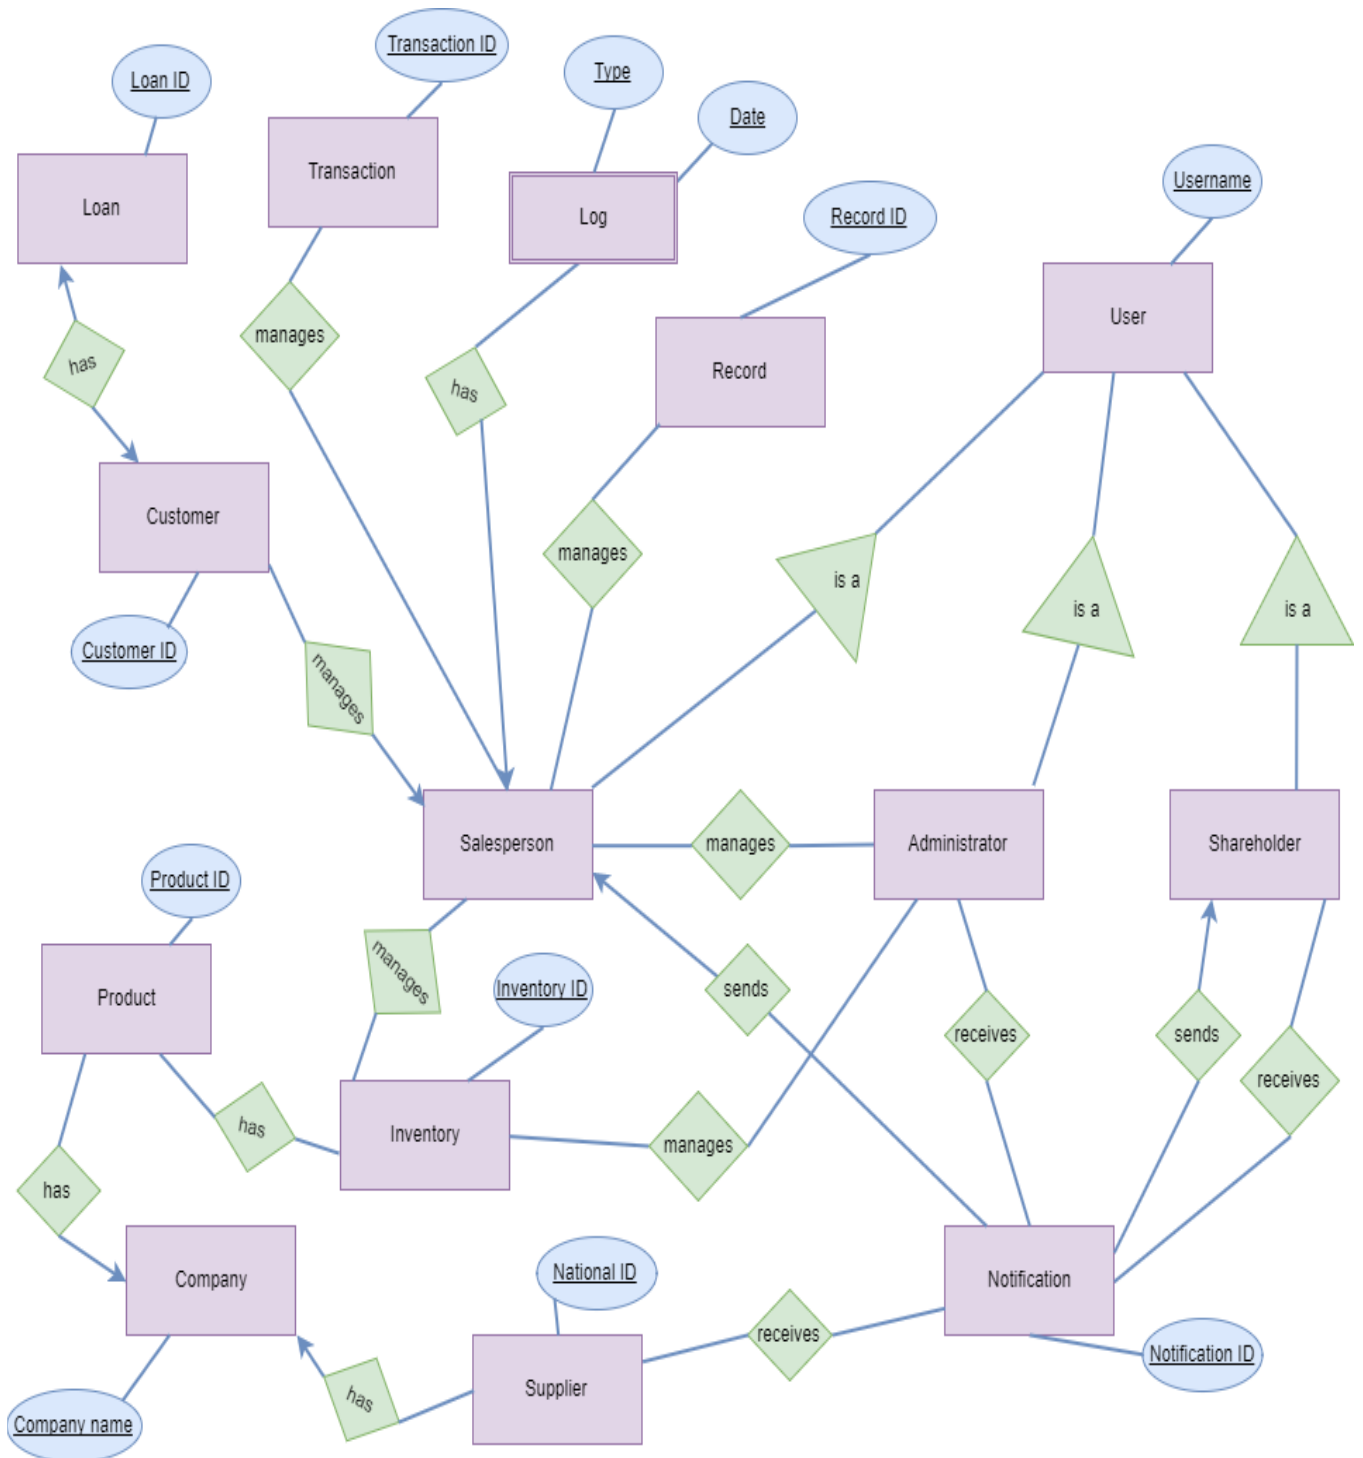 Transaction ID
Type
Loan ID
Date
Transaction
Username
Loan
Log
Record ID
User
manages
has
Record
has
Customer
manages
is a
is a
is a
Customer ID
manages
Salesperson
manages
Administrator
Shareholder
Product ID
manages
Inventory ID
sends
Product
receives
sends
receives
has
Inventory
manages
has
Company
National ID
Notification
receives
Notification ID
Supplier
has
Company name